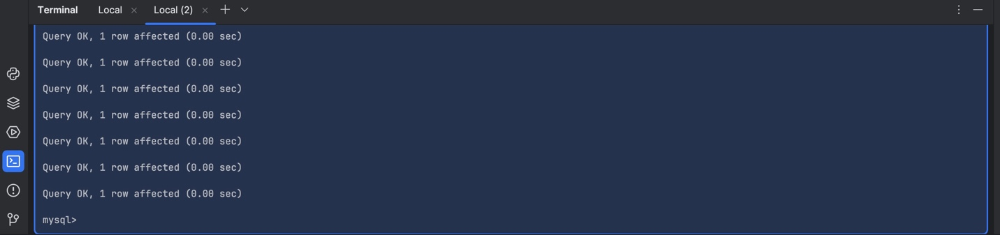 Terminal Local Local (2)
Query OK, 1 row affected (0.00 sec)
Query OK, 1 row affected (0.00 sec)
Query OK, 1 row affected (0.00 sec)
Query OK, 1 row affected (0.00 sec)
Query OK, 1 row affected (0.00 sec)
Query OK, 1 row affected (0.00 sec)
Query OK, 1 row affected (0.00 sec)
mysql>